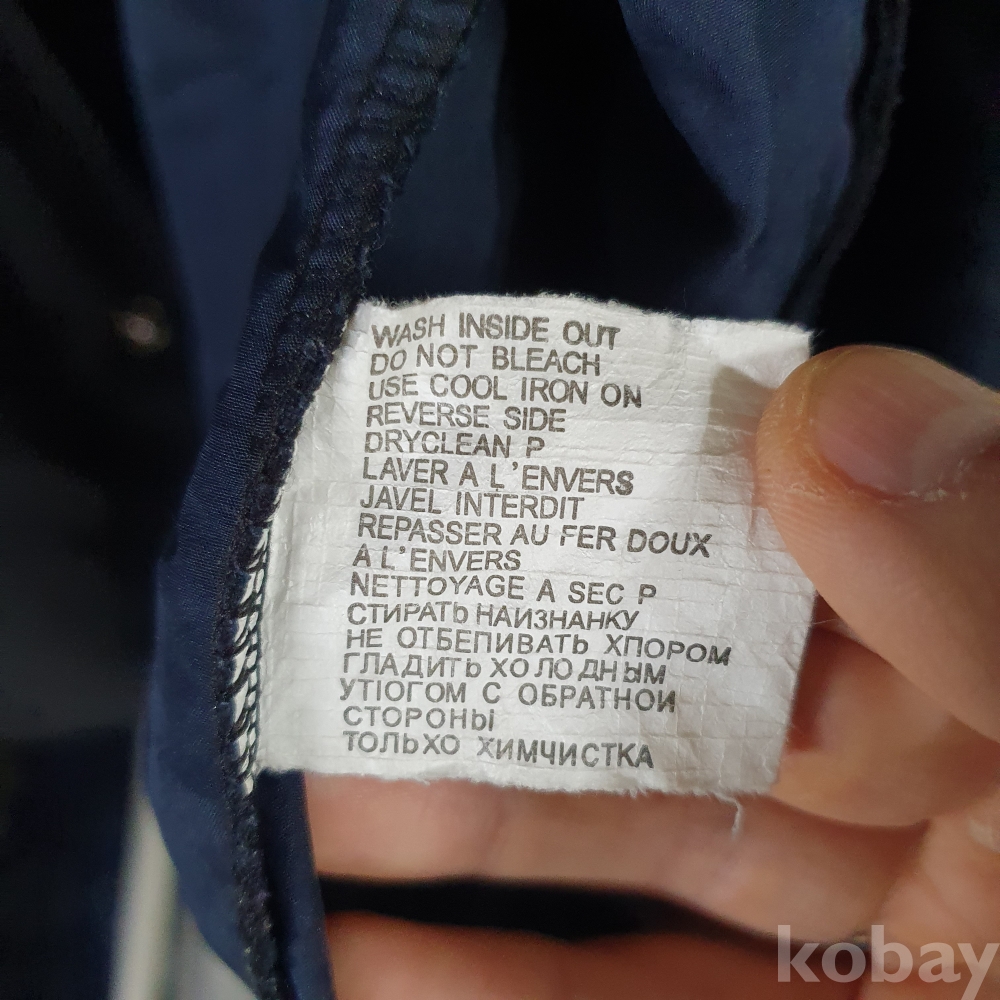 WASH INSIDE OUT
DO NOT BLEACH
USE COOL IRON ON
REVERSE SIDE
DRYCLEAN P
LAVER A L'ENVERS
JAVEL INTERDIT
REPASSER AU FER DOUX
A L'ENVERS
NETTOYAGE A SEC P
СТИРАТЬ НАИЗНАНКУ
НЕ ОТБЕПИВАТЬ ХПОРОМ
ГЛАДИТЬ ХОЛОДНЫМ
УТІОГОМ С ОБРАТНОИ
СТОРОНЫ
ТОЛЬХО ХИМЧИСТКА
kobay